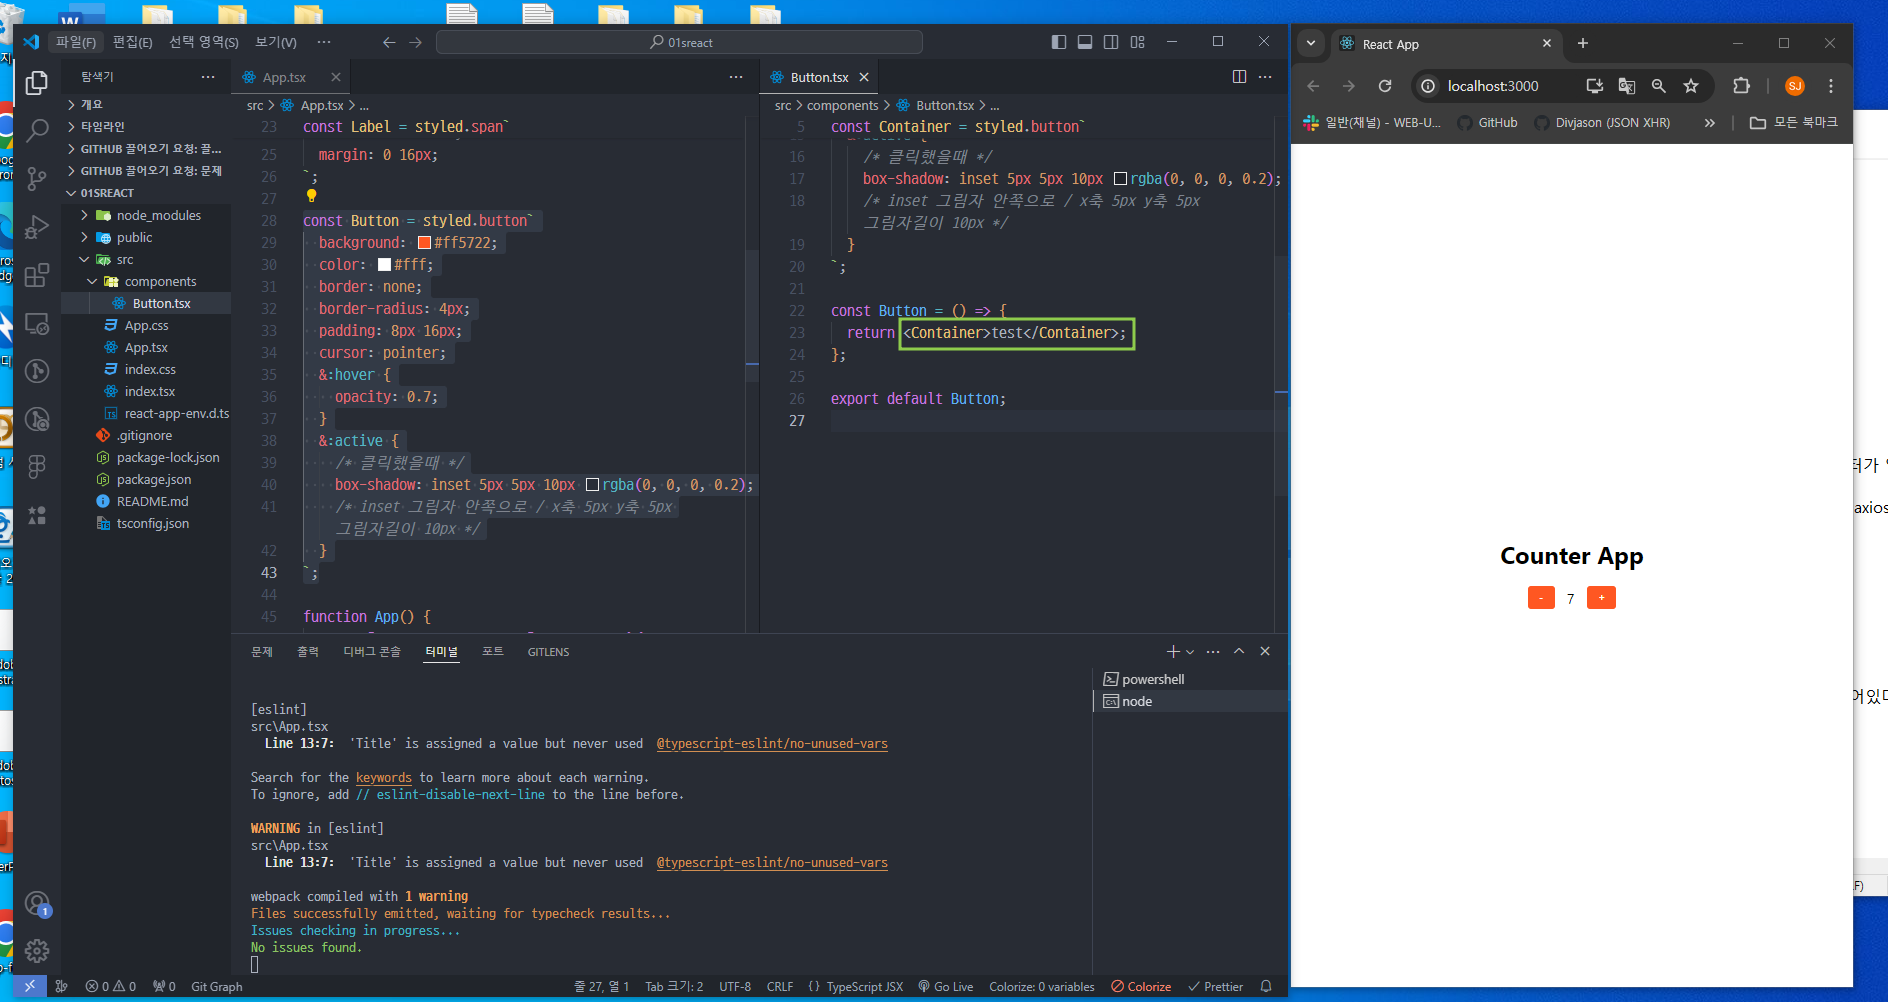 파일(F) 편집(E) 선택 영역(S) 보기(V) ··· 01sreact
탐색기 ···
개요
타임라인
GITHUB 끌어오기 요청: 끌...
GITHUB 끌어오기 요청: 문제
01SREACT
node_modules
public
src
components
Button.tsx
App.css
App.tsx
index.css
index.tsx
react-app-env.d.ts
.gitignore
package-lock.json
package.json
README.md
tsconfig.json
App.tsx
src > App.tsx > ...
23 const Label = styled.span`
25 margin: 0 16px;
26 `;
27
28 const Button = styled.button`
29 background: #ff5722;
30 color: #fff;
31 border: none;
32 border-radius: 4px;
33 padding: 8px 16px;
34 cursor: pointer;
35 &:hover {
36 opacity: 0.7;
37 }
38 &:active {
39 /* 클릭했을때 */
40 box-shadow: inset 5px 5px 10px rgba(0, 0, 0, 0.2);
41 /* inset 그림자 안쪽으로 / x축 5px y축 5px
그림자길이 10px */
42 }
43 `;
44
45 function App() {
Button.tsx
src > components > Button.tsx > ...
5 const Container = styled.button`
16 /* 클릭했을때 */
17 box-shadow: inset 5px 5px 10px rgba(0, 0, 0, 0.2);
18 /* inset 그림자 안쪽으로 / x축 5px y축 5px
그림자길이 10px */
19 }
20 `;
21
22 const Button = () => {
23 return <Container>test</Container>;
24 };
25
26 export default Button;
27
문제 출력 디버그 콘솔 터미널 포트 GITLENS
powershell
node
[eslint]
src\App.tsx
Line 13:7: 'Title' is assigned a value but never used @typescript-eslint/no-unused-vars
Search for the keywords to learn more about each warning.
To ignore, add // eslint-disable-next-line to the line before.
WARNING in [eslint]
src\App.tsx
Line 13:7: 'Title' is assigned a value but never used @typescript-eslint/no-unused-vars
webpack compiled with 1 warning
Files successfully emitted, waiting for typecheck results...
Issues checking in progress...
No issues found.
1
0 0 0 Git Graph 줄 27, 열 1 Tab 크기: 2 UTF-8 CRLF {} TypeScript JSX Go Live Colorize: 0 variables Colorize Prettier
React App
localhost:3000
SJ
일반(채널) - WEB-U... GitHub Divjason (JSON XHR) » 모든 북마크
Counter App
- 7 +
axios